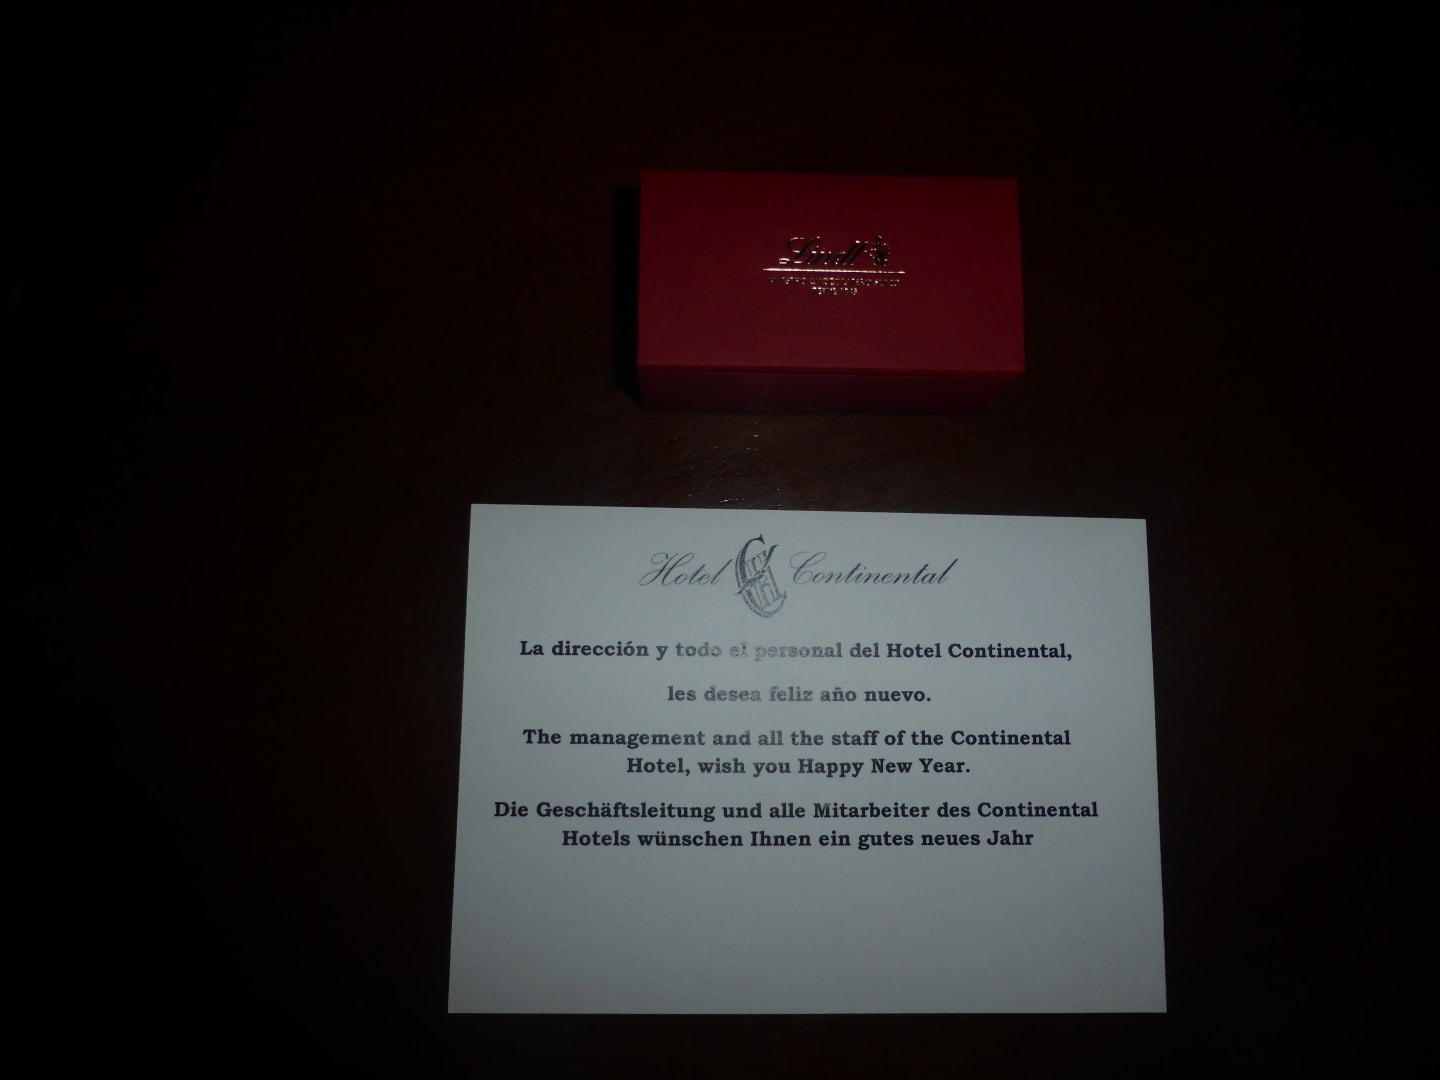 Lindt
Hotel Continental
La dirección y todo el personal del Hotel Continental,
les desea feliz año nuevo.
The management and all the staff of the Continental
Hotel, wish you Happy New Year.
Die Geschäftsleitung und alle Mitarbeiter des Continental
Hotels wünschen Ihnen ein gutes neues Jahr